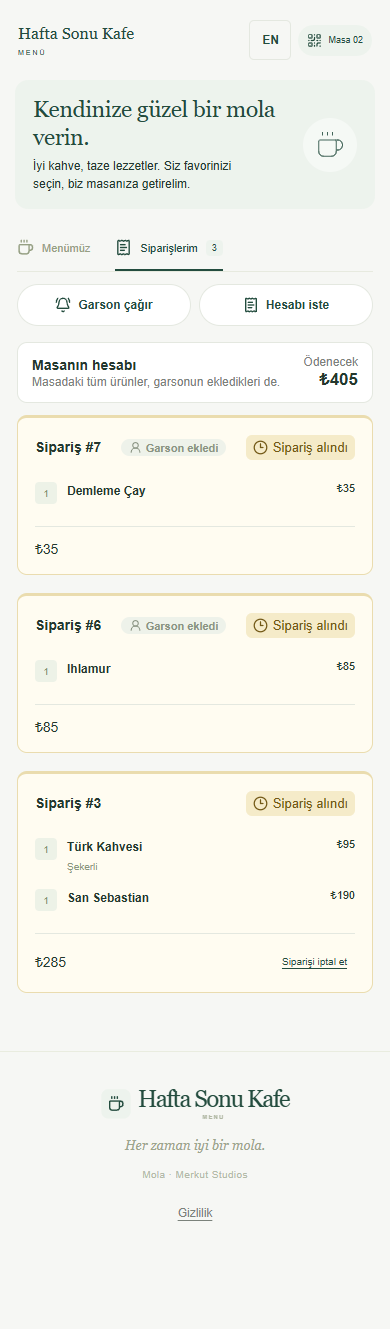 Hafta Sonu Kafe
MENÜ
EN
Masa 02
Kendinize güzel bir mola
verin.
İyi kahve, taze lezzetler. Siz favorinizi
seçin, biz masanıza getirelim.
Menümüz
Siparişlerim 3
Garson çağır
Hesabı iste
Masanın hesabı
Ödenecek
Masadaki tüm ürünler, garsonun ekledikleri de.
₺405
Sipariş #7 Garson ekledi Sipariş alındı
1 Demleme Çay ₺35
₺35
Sipariş #6 Garson ekledi Sipariş alındı
1 Ihlamur ₺85
₺85
Sipariş #3 Sipariş alındı
1 Türk Kahvesi ₺95
Şekerli
1 San Sebastian ₺190
₺285 Siparişi iptal et
Hafta Sonu Kafe
MENÜ
Her zaman iyi bir mola.
Mola · Merkut Studios
Gizlilik